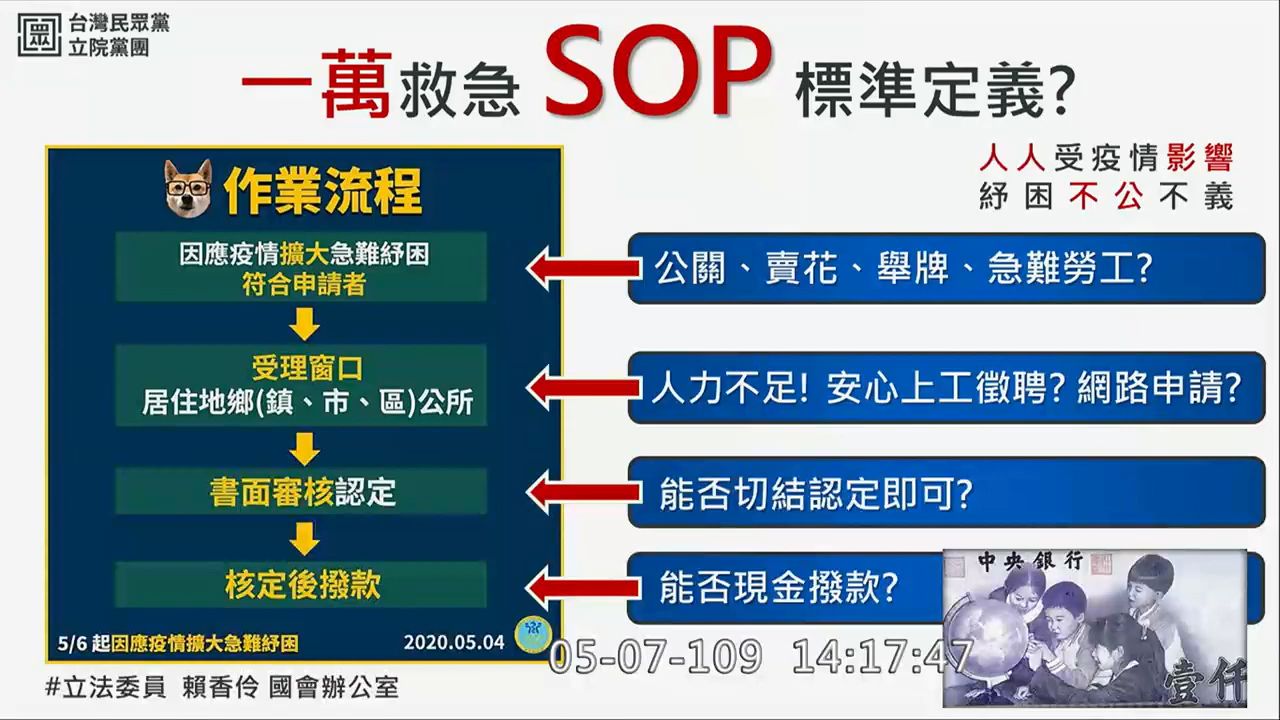 台灣民眾黨
立院黨團
眾
一萬救急 SOP 標準定義?
人人受疫情影響
紓困不公不義
作業流程
因應疫情擴大急難紓困
符合申請者
受理窗口
居住地鄉(鎮、市、區)公所
書面審核認定
核定後撥款
5/6 起因應疫情擴大急難紓困
2020.05.04
公關、賣花、舉牌、急難勞工?
人力不足! 安心上工徵聘? 網路申請?
能否切結認定即可?
能否現金撥款?
中央銀行
壹仟
05-07-109 14:17:47
#立法委員 賴香伶 國會辦公室